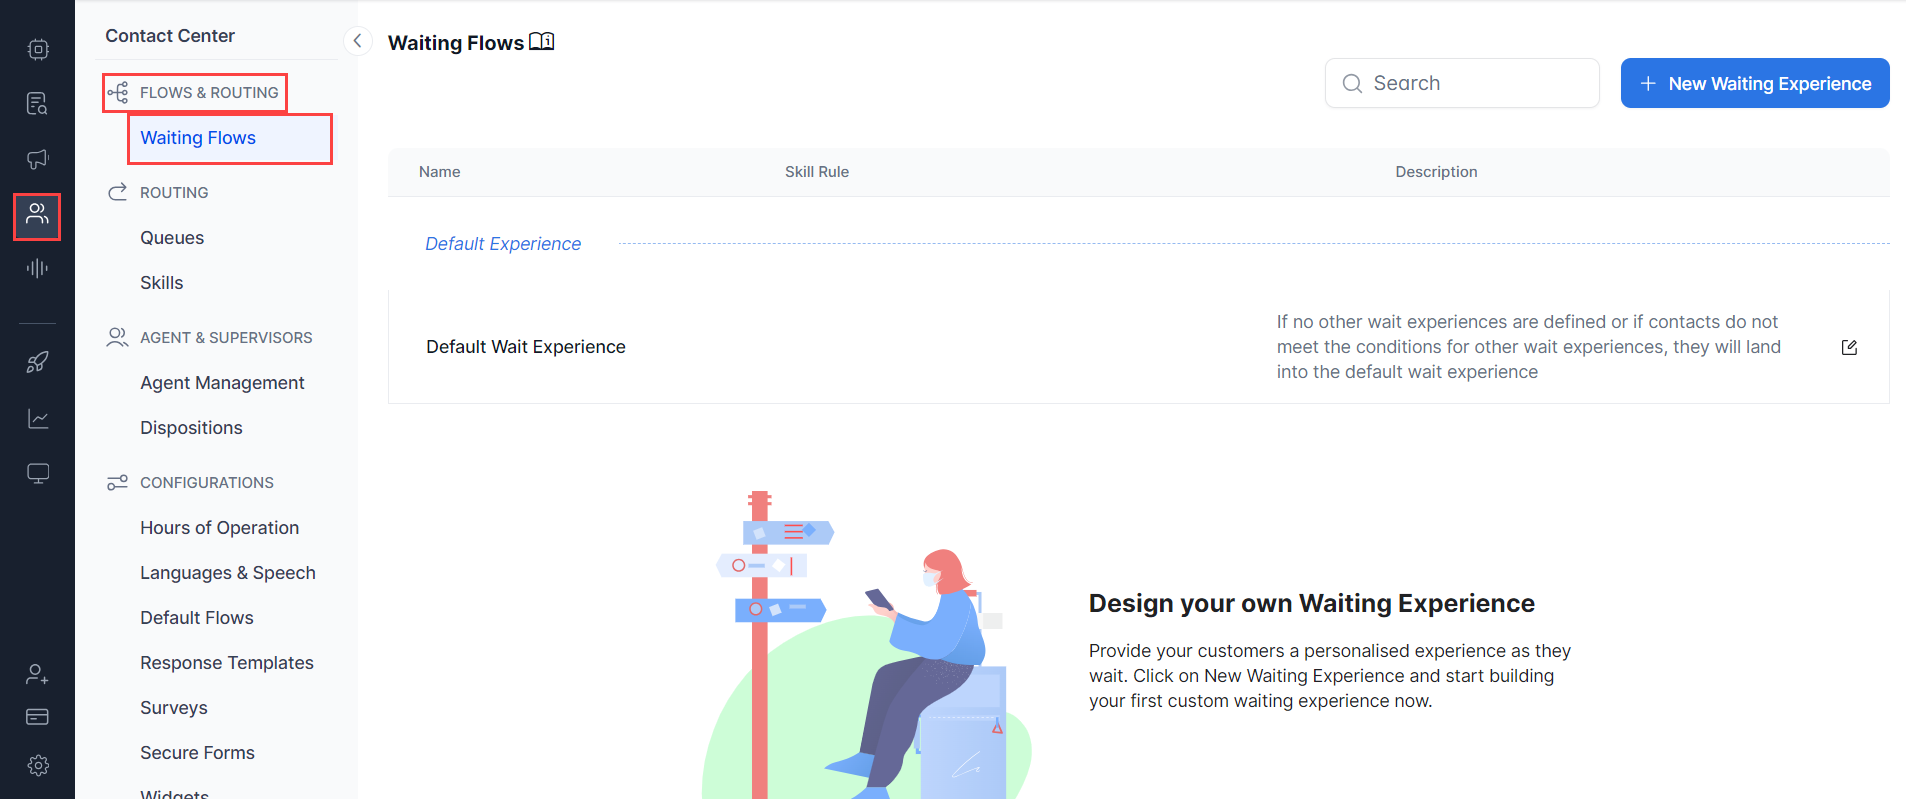 Contact Center
FLOWS & ROUTING
Waiting Flows
ROUTING
Queues
Skills
AGENT & SUPERVISORS
Agent Management
Dispositions
CONFIGURATIONS
Hours of Operation
Languages & Speech
Default Flows
Response Templates
Surveys
Secure Forms
Widgets
Waiting Flows
Search
New Waiting Experience
Name Skill Rule Description
Default Experience
Default Wait Experience
If no other wait experiences are defined or if contacts do not
meet the conditions for other wait experiences, they will land
into the default wait experience
Design your own Waiting Experience
Provide your customers a personalised experience as they
wait. Click on New Waiting Experience and start building
your first custom waiting experience now.